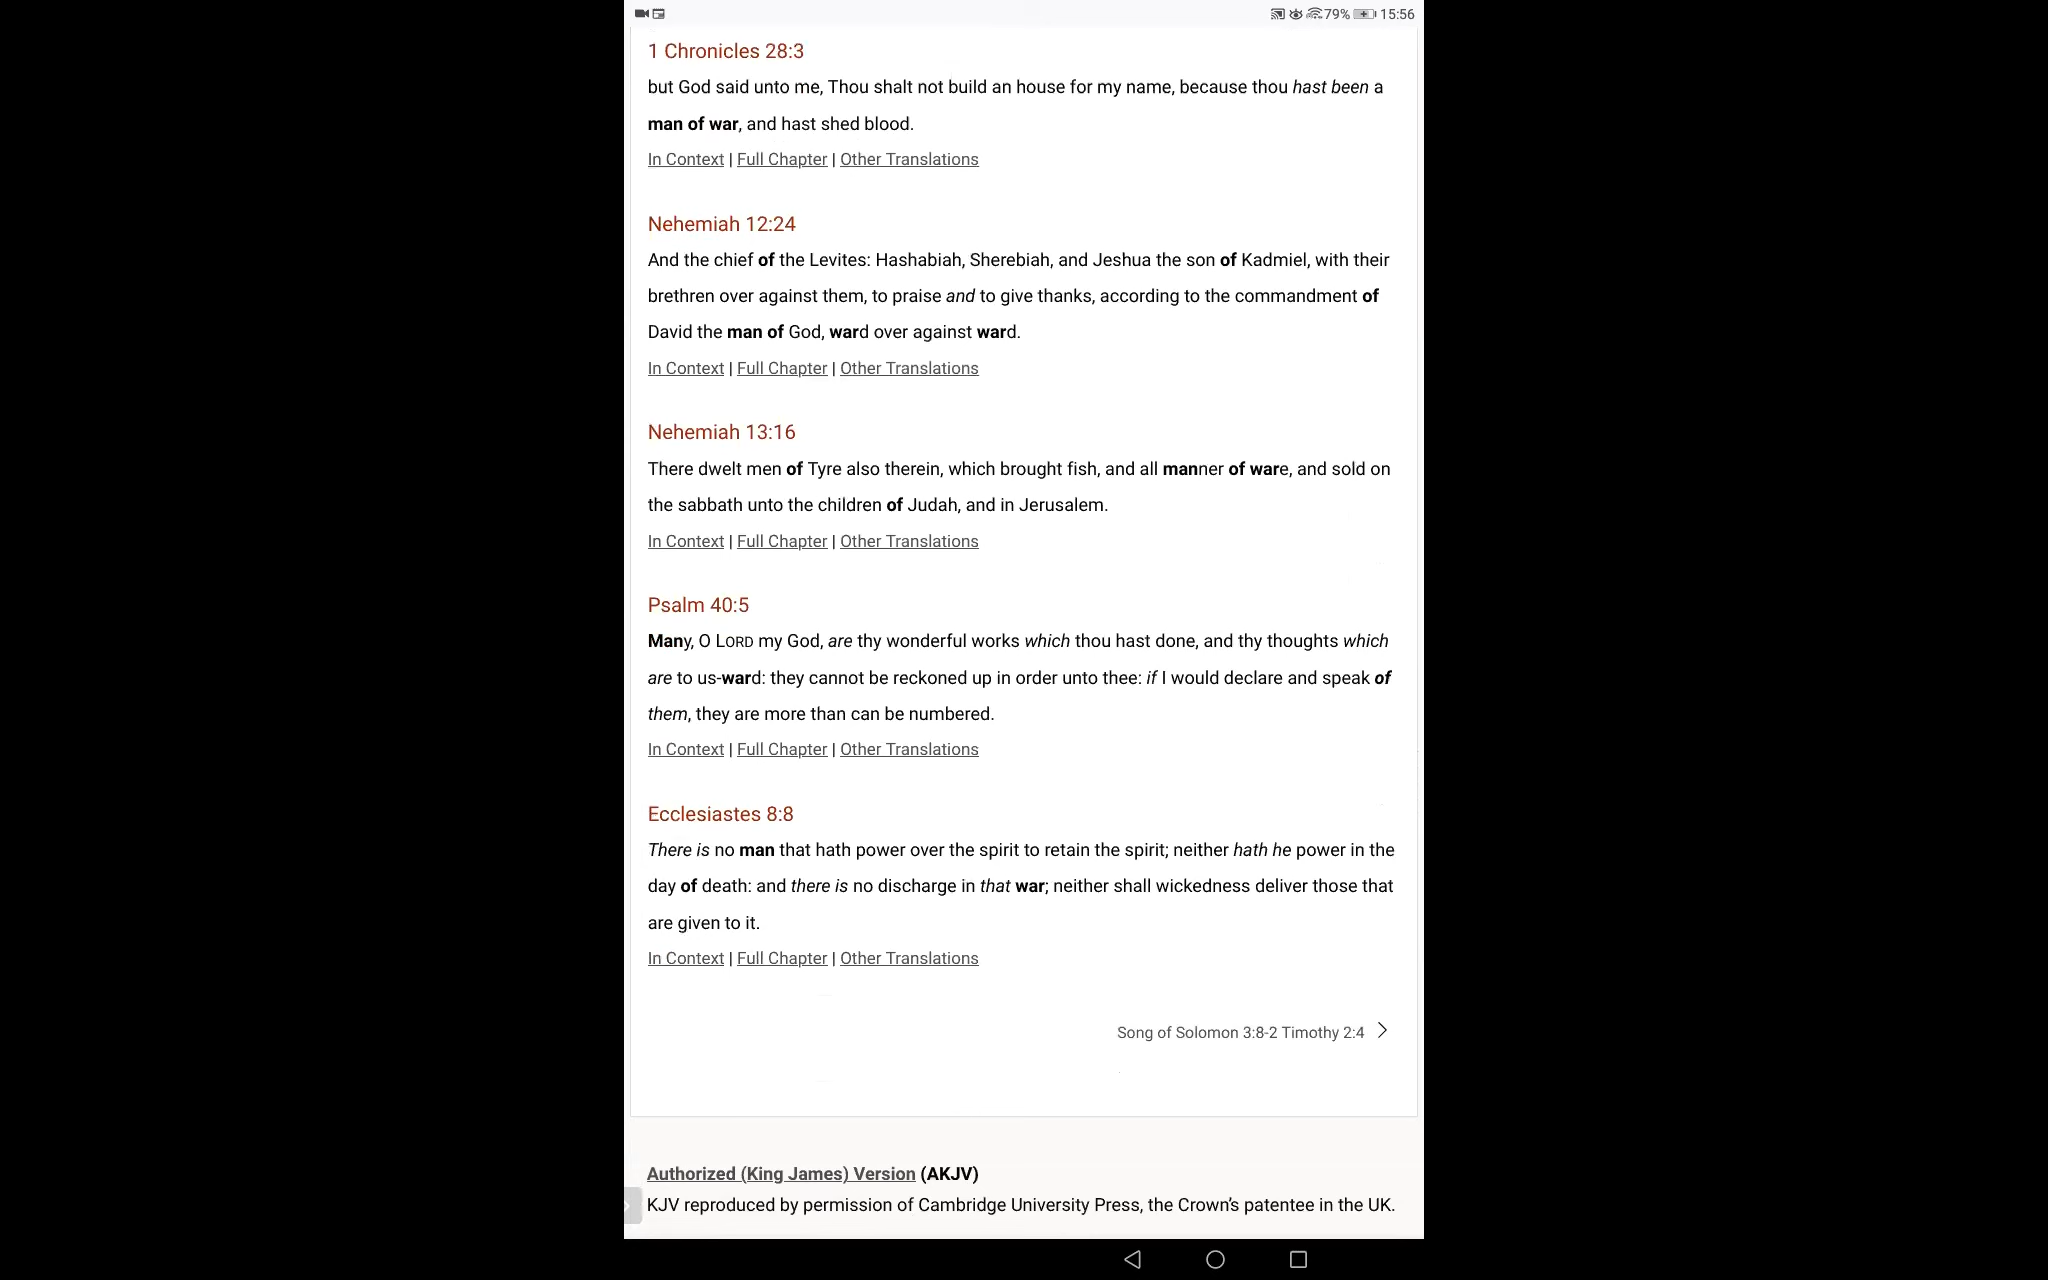 79% 15:56
1 Chronicles 28:3
but God said unto me, Thou shalt not build an house for my name, because thou hast been a
man of war, and hast shed blood.
In Context | Full Chapter | Other Translations
Nehemiah 12:24
And the chief of the Levites: Hashabiah, Sherebiah, and Jeshua the son of Kadmiel, with their
brethren over against them, to praise and to give thanks, according to the commandment of
David the man of God, ward over against ward.
In Context | Full Chapter | Other Translations
Nehemiah 13:16
There dwelt men of Tyre also therein, which brought fish, and all manner of ware, and sold on
the sabbath unto the children of Judah, and in Jerusalem.
In Context | Full Chapter | Other Translations
Psalm 40:5
Many, O LORD my God, are thy wonderful works which thou hast done, and thy thoughts which
are to us-ward: they cannot be reckoned up in order unto thee: if I would declare and speak of
them, they are more than can be numbered.
In Context | Full Chapter | Other Translations
Ecclesiastes 8:8
There is no man that hath power over the spirit to retain the spirit; neither hath he power in the
day of death: and there is no discharge in that war; neither shall wickedness deliver those that
are given to it.
In Context | Full Chapter | Other Translations
Song of Solomon 3:8-2 Timothy 2:4
Authorized (King James) Version (AKJV)
KJV reproduced by permission of Cambridge University Press, the Crown’s patentee in the UK.